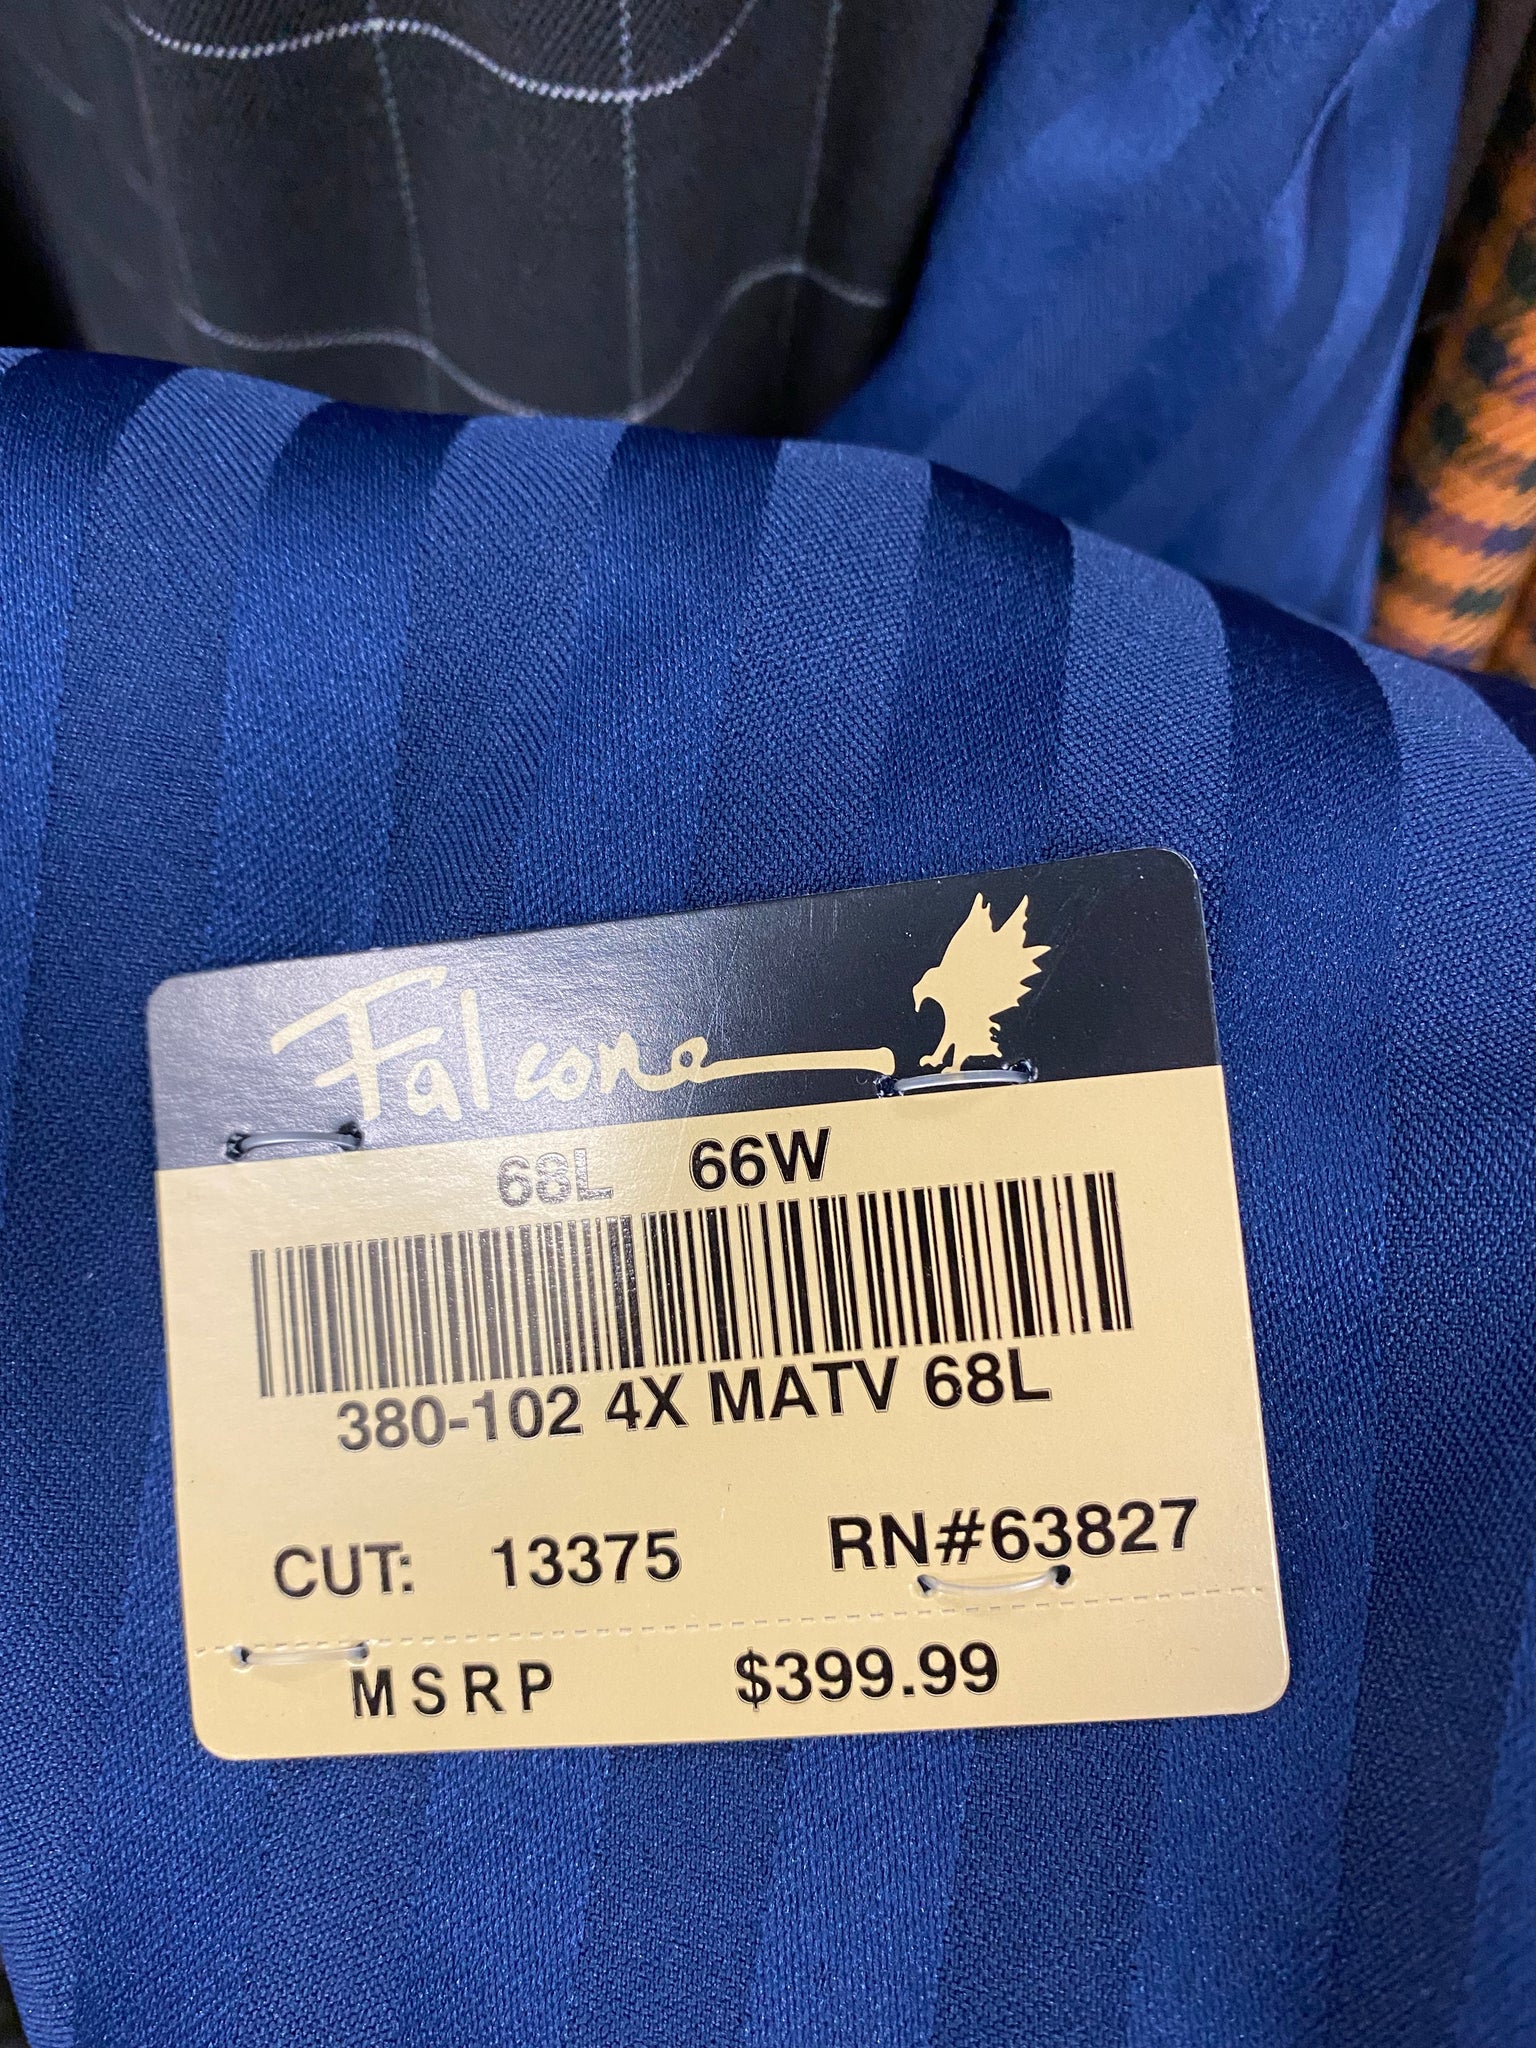 Falcone
68L 66W
380-102 4X MATV 68L
CUT: 13375 RN#63827
MSRP $399.99